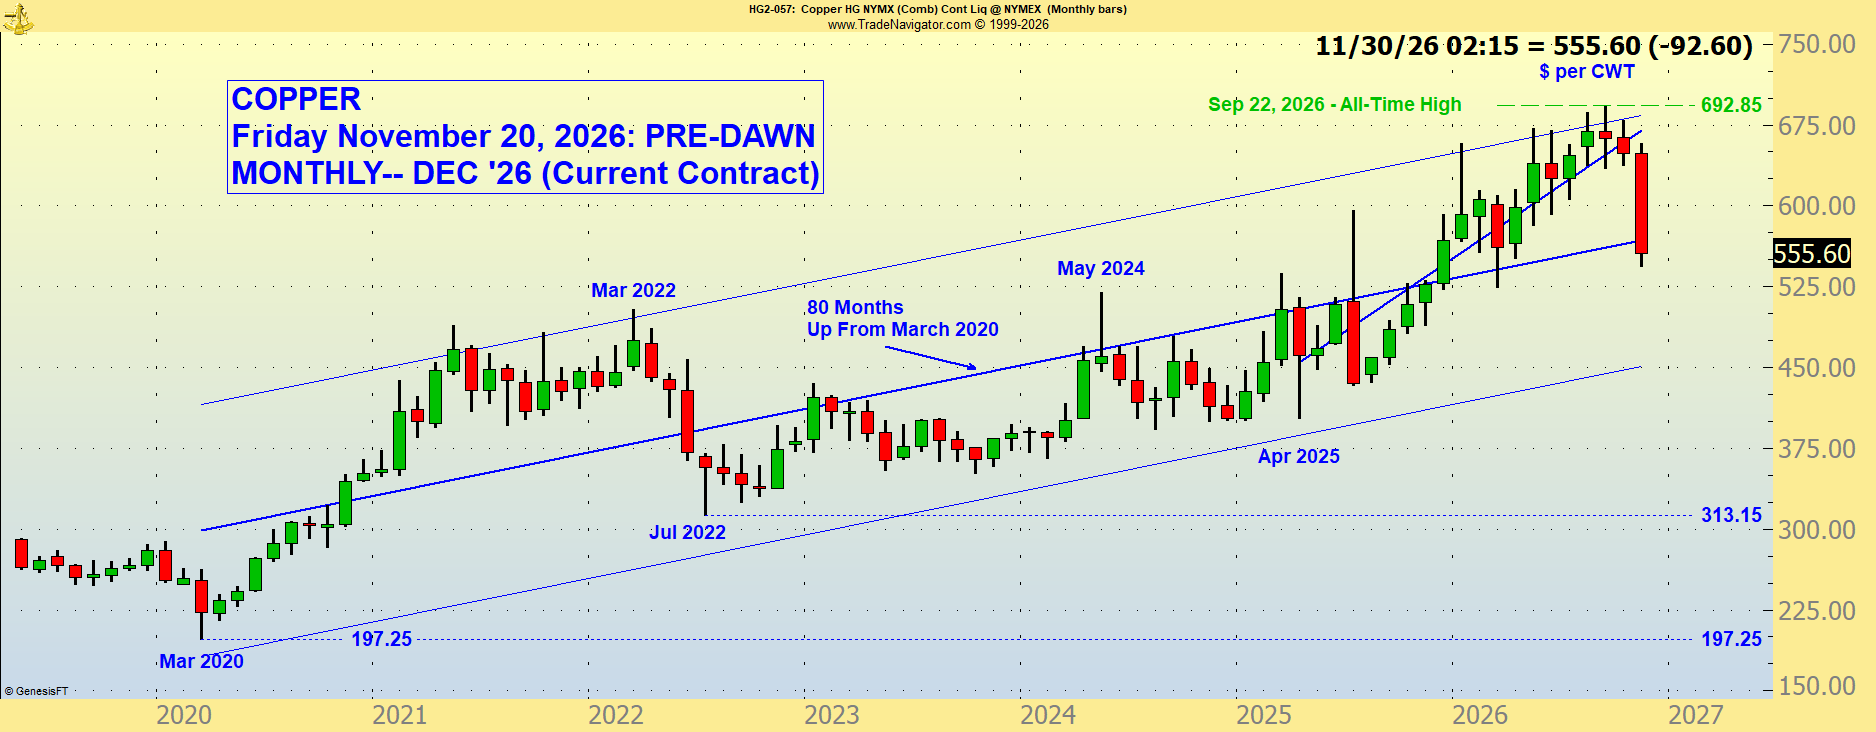 HG2-057: Copper HG NYMX (Comb) Cont Liq @ NYMEX (Monthly bars)
www.TradeNavigator.com © 1999-2026
11/30/26 02:15 = 555.60 (-92.60)
$ per CWT
COPPER
Friday November 20, 2026: PRE-DAWN
MONTHLY-- DEC '26 (Current Contract)
Sep 22, 2026 - All-Time High
692.85
Mar 2022
May 2024
80 Months
Up From March 2020
Apr 2025
Jul 2022
313.15
197.25
197.25
Mar 2020
© GenesisFT
750.00
675.00
600.00
555.60
525.00
450.00
375.00
300.00
225.00
150.00
2020
2021
2022
2023
2024
2025
2026
2027